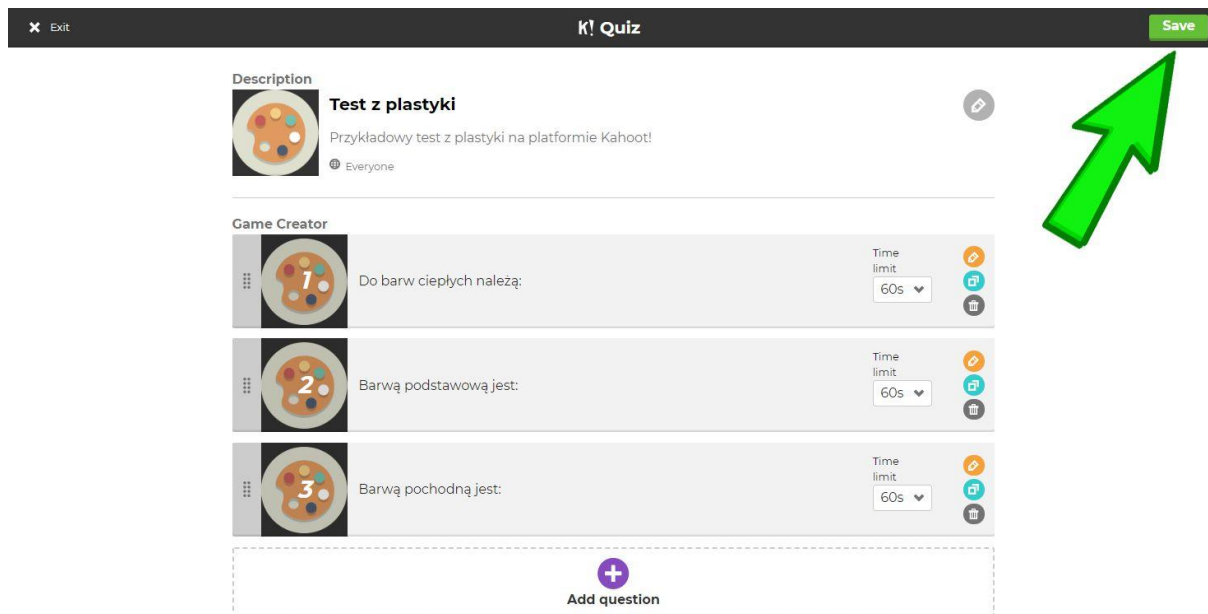 Exit
K! Quiz
Save
Description
Test z plastyki
Przykładowy test z plastyki na platformie Kahoot!
Everyone
Game Creator
1
Do barw ciepłych należą:
Time
limit
60s
2
Barwą podstawową jest:
Time
limit
60s
3
Barwą pochodną jest:
Time
limit
60s
Add question